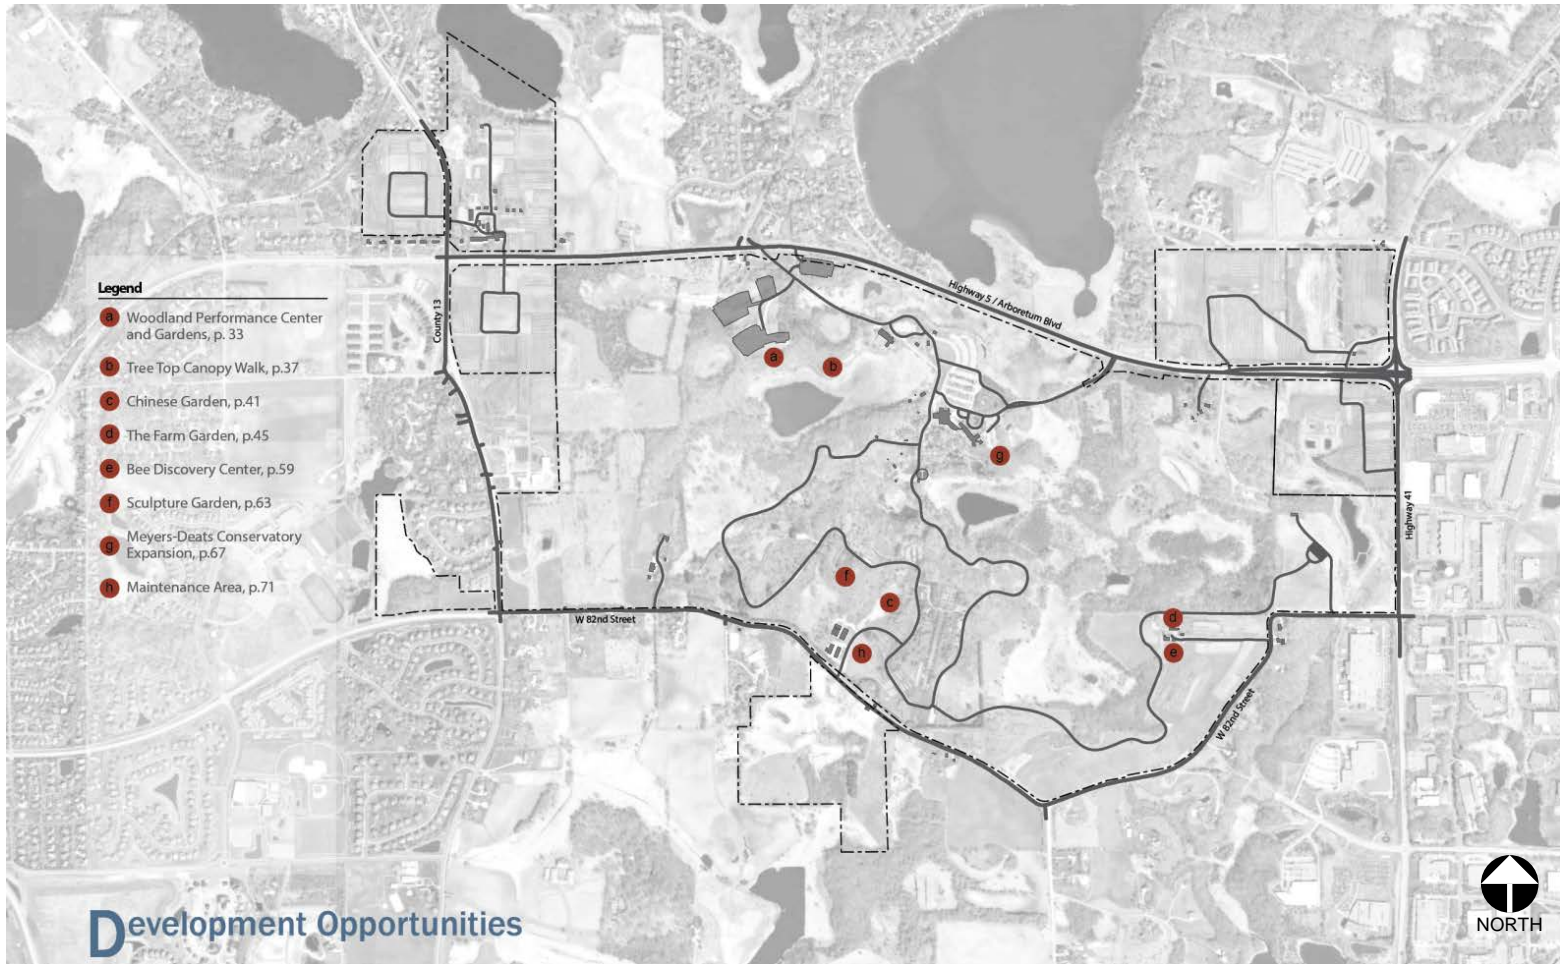 Legend
a Woodland Performance Center
and Gardens, p. 33
b Tree Top Canopy Walk, p.37
c Chinese Garden, p.41
d The Farm Garden, p.45
e Bee Discovery Center, p.59
f Sculpture Garden, p.63
g Meyers-Deats Conservatory
Expansion, p.67
h Maintenance Area, p.71
County 13
Highway 5 / Arboretum Blvd
Highway 41
W 82nd Street
W 82nd Street
a
b
g
f
c
h
d
e
Development Opportunities
NORTH